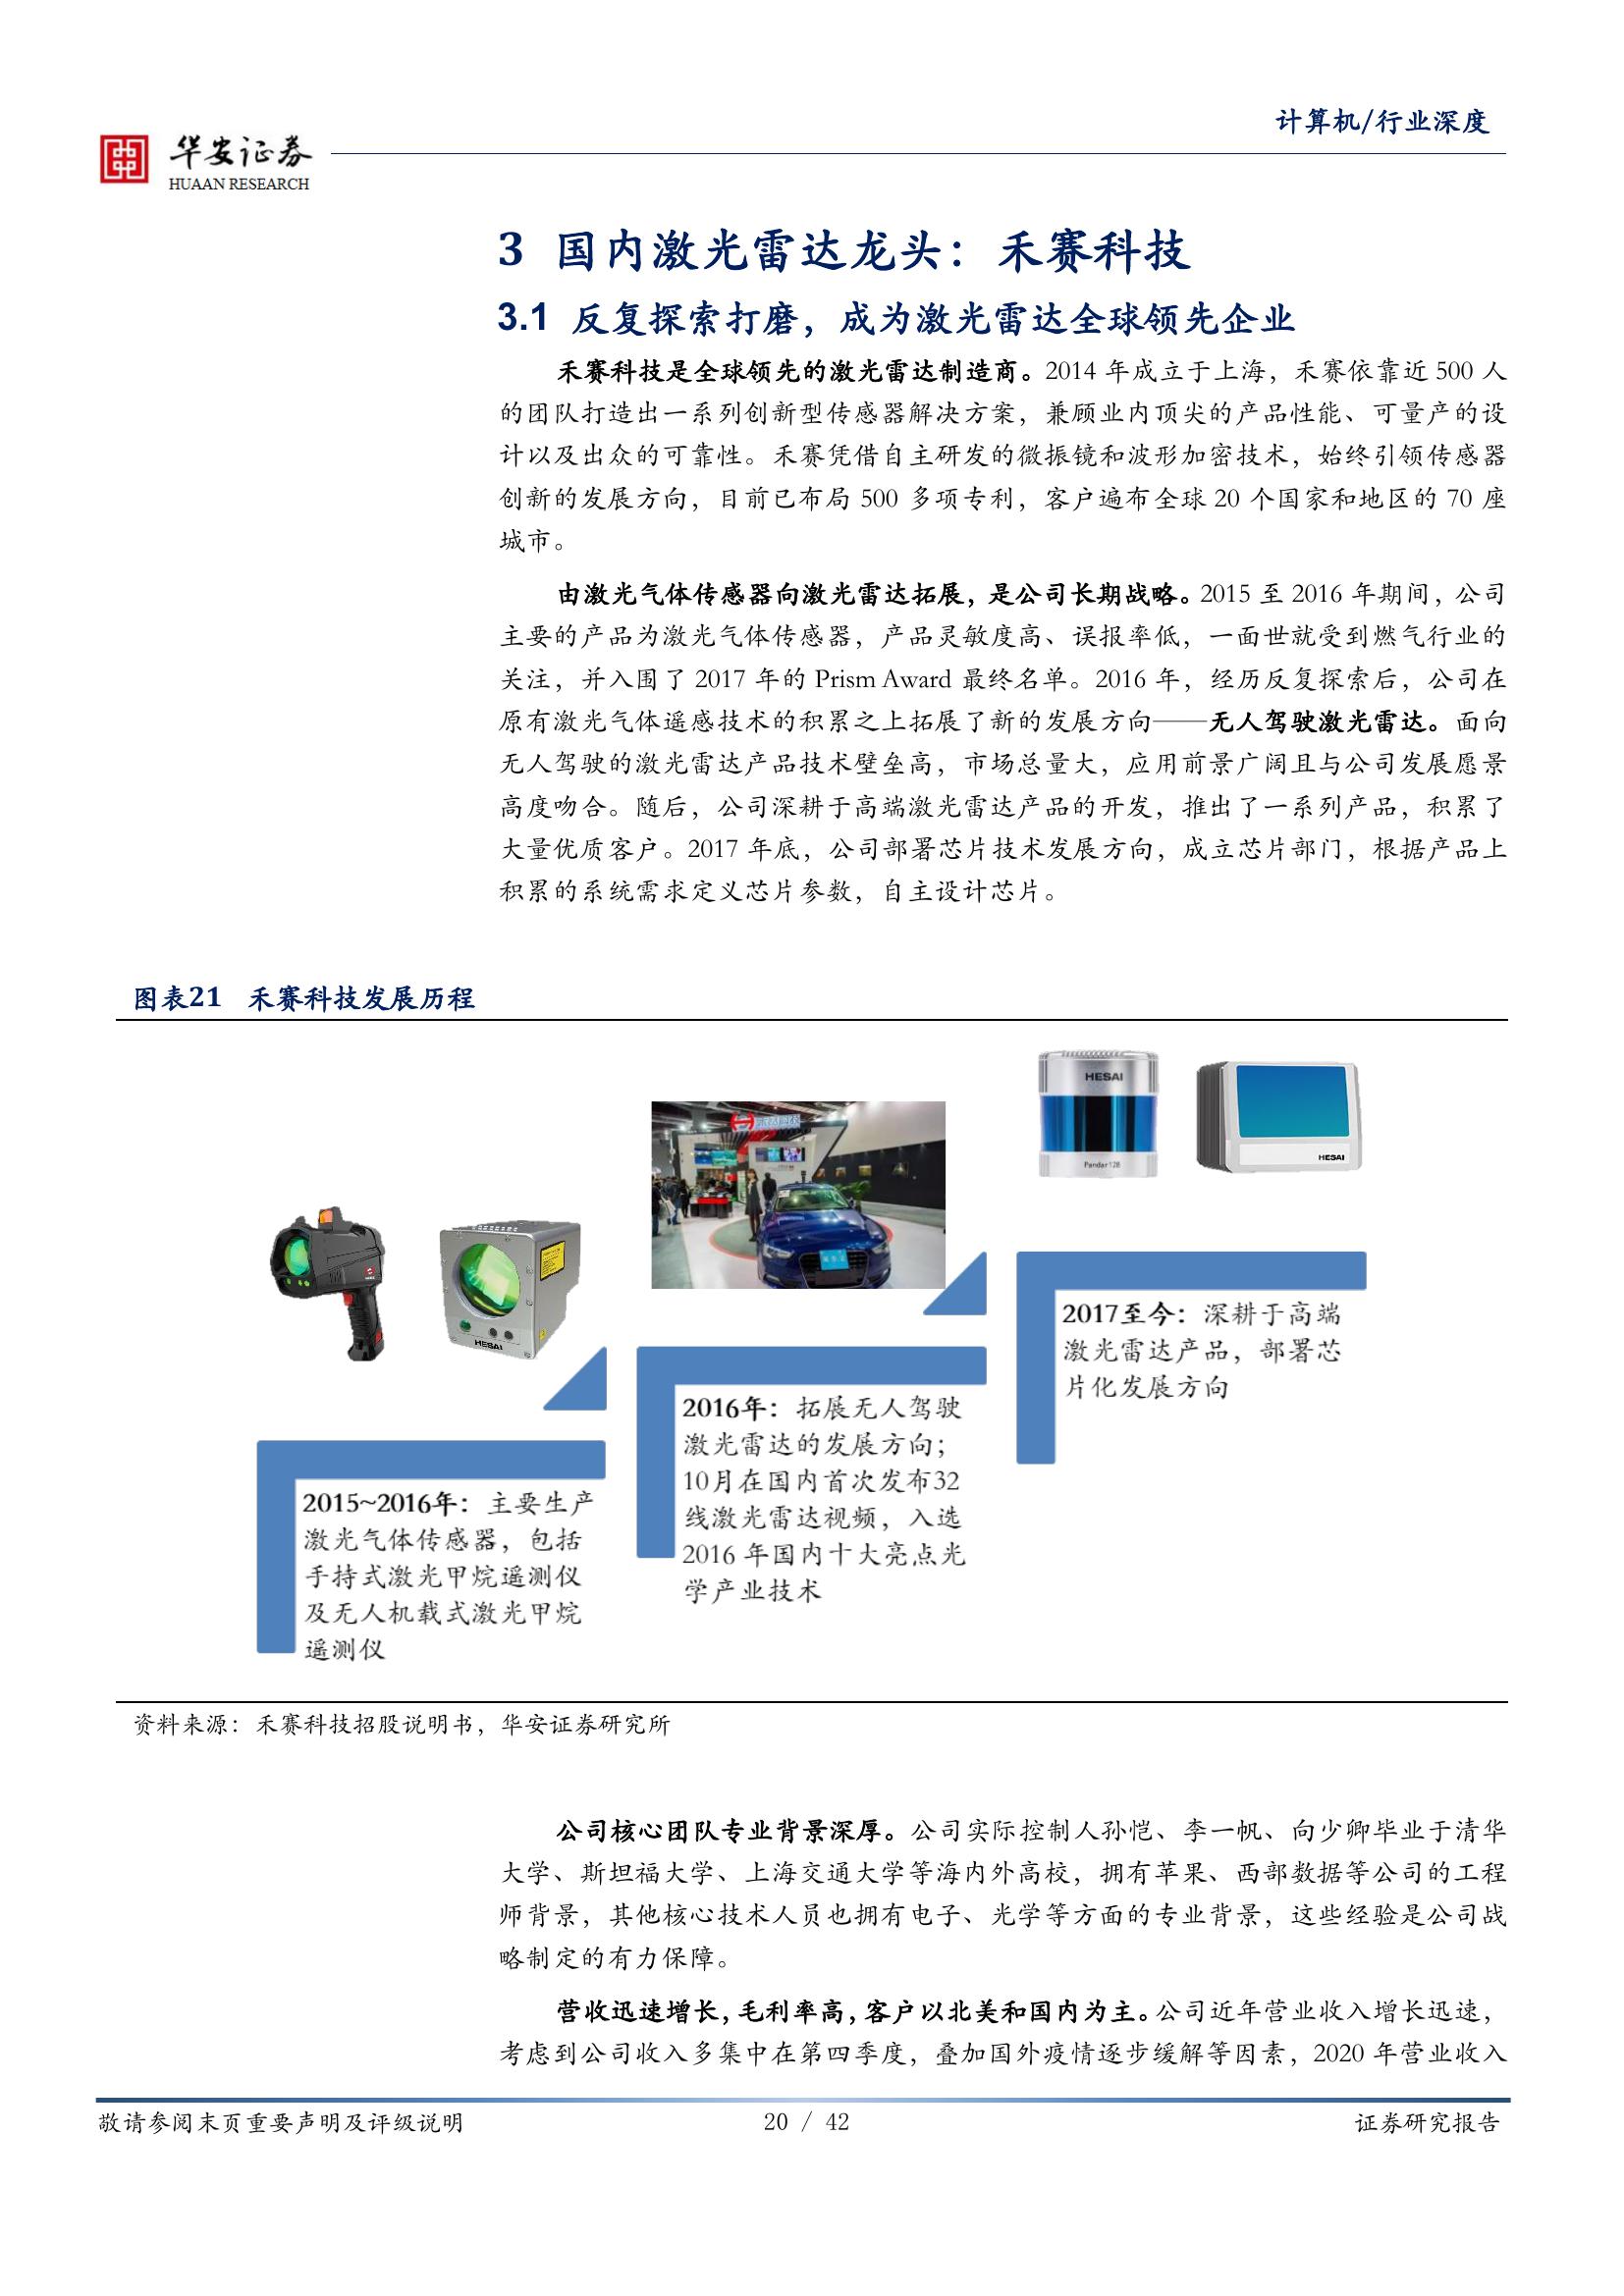 计算机/行业深度
华安证券
HUAAN RESEARCH
3 国内激光雷达龙头：禾赛科技
3.1 反复探索打磨，成为激光雷达全球领先企业
禾赛科技是全球领先的激光雷达制造商。2014 年成立于上海，禾赛依靠近 500 人
的团队打造出一系列创新型传感器解决方案，兼顾业内顶尖的产品性能、可量产的设
计以及出众的可靠性。禾赛凭借自主研发的微振镜和波形加密技术，始终引领传感器
创新的发展方向，目前已布局 500 多项专利，客户遍布全球 20 个国家和地区的 70 座
城市。
由激光气体传感器向激光雷达拓展，是公司长期战略。2015 至 2016 年期间，公司
主要的产品为激光气体传感器，产品灵敏度高、误报率低，一面世就受到燃气行业的
关注，并入围了 2017 年的 Prism Award 最终名单。2016 年，经历反复探索后，公司在
原有激光气体遥感技术的积累之上拓展了新的发展方向——无人驾驶激光雷达。面向
无人驾驶的激光雷达产品技术壁垒高，市场总量大，应用前景广阔且与公司发展愿景
高度吻合。随后，公司深耕于高端激光雷达产品的开发，推出了一系列产品，积累了
大量优质客户。2017 年底，公司部署芯片技术发展方向，成立芯片部门，根据产品上
积累的系统需求定义芯片参数，自主设计芯片。
图表21 禾赛科技发展历程
HESAI
Pandar128
HESAI
HESAI
2017至今：深耕于高端
激光雷达产品，部署芯
片化发展方向
2016年：拓展无人驾驶
激光雷达的发展方向；
10月在国内首次发布32
线激光雷达视频，入选
2016 年国内十大亮点光
学产业技术
2015~2016年：主要生产
激光气体传感器，包括
手持式激光甲烷遥测仪
及无人机载式激光甲烷
遥测仪
资料来源：禾赛科技招股说明书，华安证券研究所
公司核心团队专业背景深厚。公司实际控制人孙恺、李一帆、向少卿毕业于清华
大学、斯坦福大学、上海交通大学等海内外高校，拥有苹果、西部数据等公司的工程
师背景，其他核心技术人员也拥有电子、光学等方面的专业背景，这些经验是公司战
略制定的有力保障。
营收迅速增长，毛利率高，客户以北美和国内为主。公司近年营业收入增长迅速，
考虑到公司收入多集中在第四季度，叠加国外疫情逐步缓解等因素，2020 年营业收入
敬请参阅末页重要声明及评级说明
20 / 42
证券研究报告